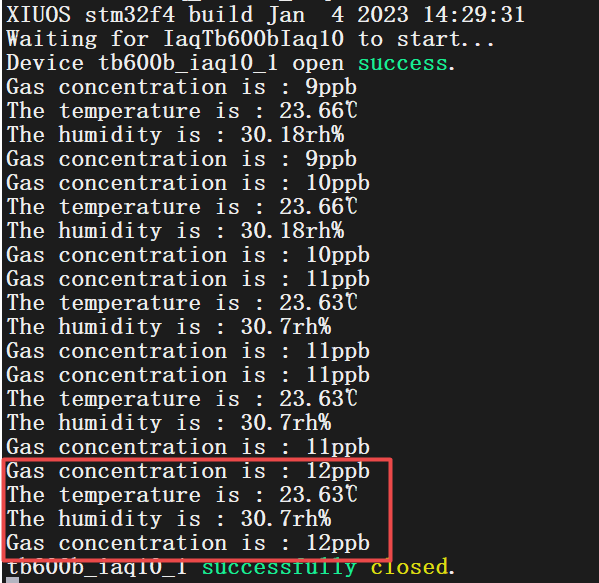 XIUOS stm32f4 build Jan  4 2023 14:29:31
Waiting for IaqTb600bIaq10 to start...
Device tb600b_iaq10_1 open success.
Gas concentration is : 9ppb
The temperature is : 23.66℃
The humidity is : 30.18rh%
Gas concentration is : 9ppb
Gas concentration is : 10ppb
The temperature is : 23.66℃
The humidity is : 30.18rh%
Gas concentration is : 10ppb
Gas concentration is : 11ppb
The temperature is : 23.63℃
The humidity is : 30.7rh%
Gas concentration is : 11ppb
Gas concentration is : 11ppb
The temperature is : 23.63℃
The humidity is : 30.7rh%
Gas concentration is : 11ppb
Gas concentration is : 12ppb
The temperature is : 23.63℃
The humidity is : 30.7rh%
Gas concentration is : 12ppb
tb600b_iaq10_1 successfully closed.